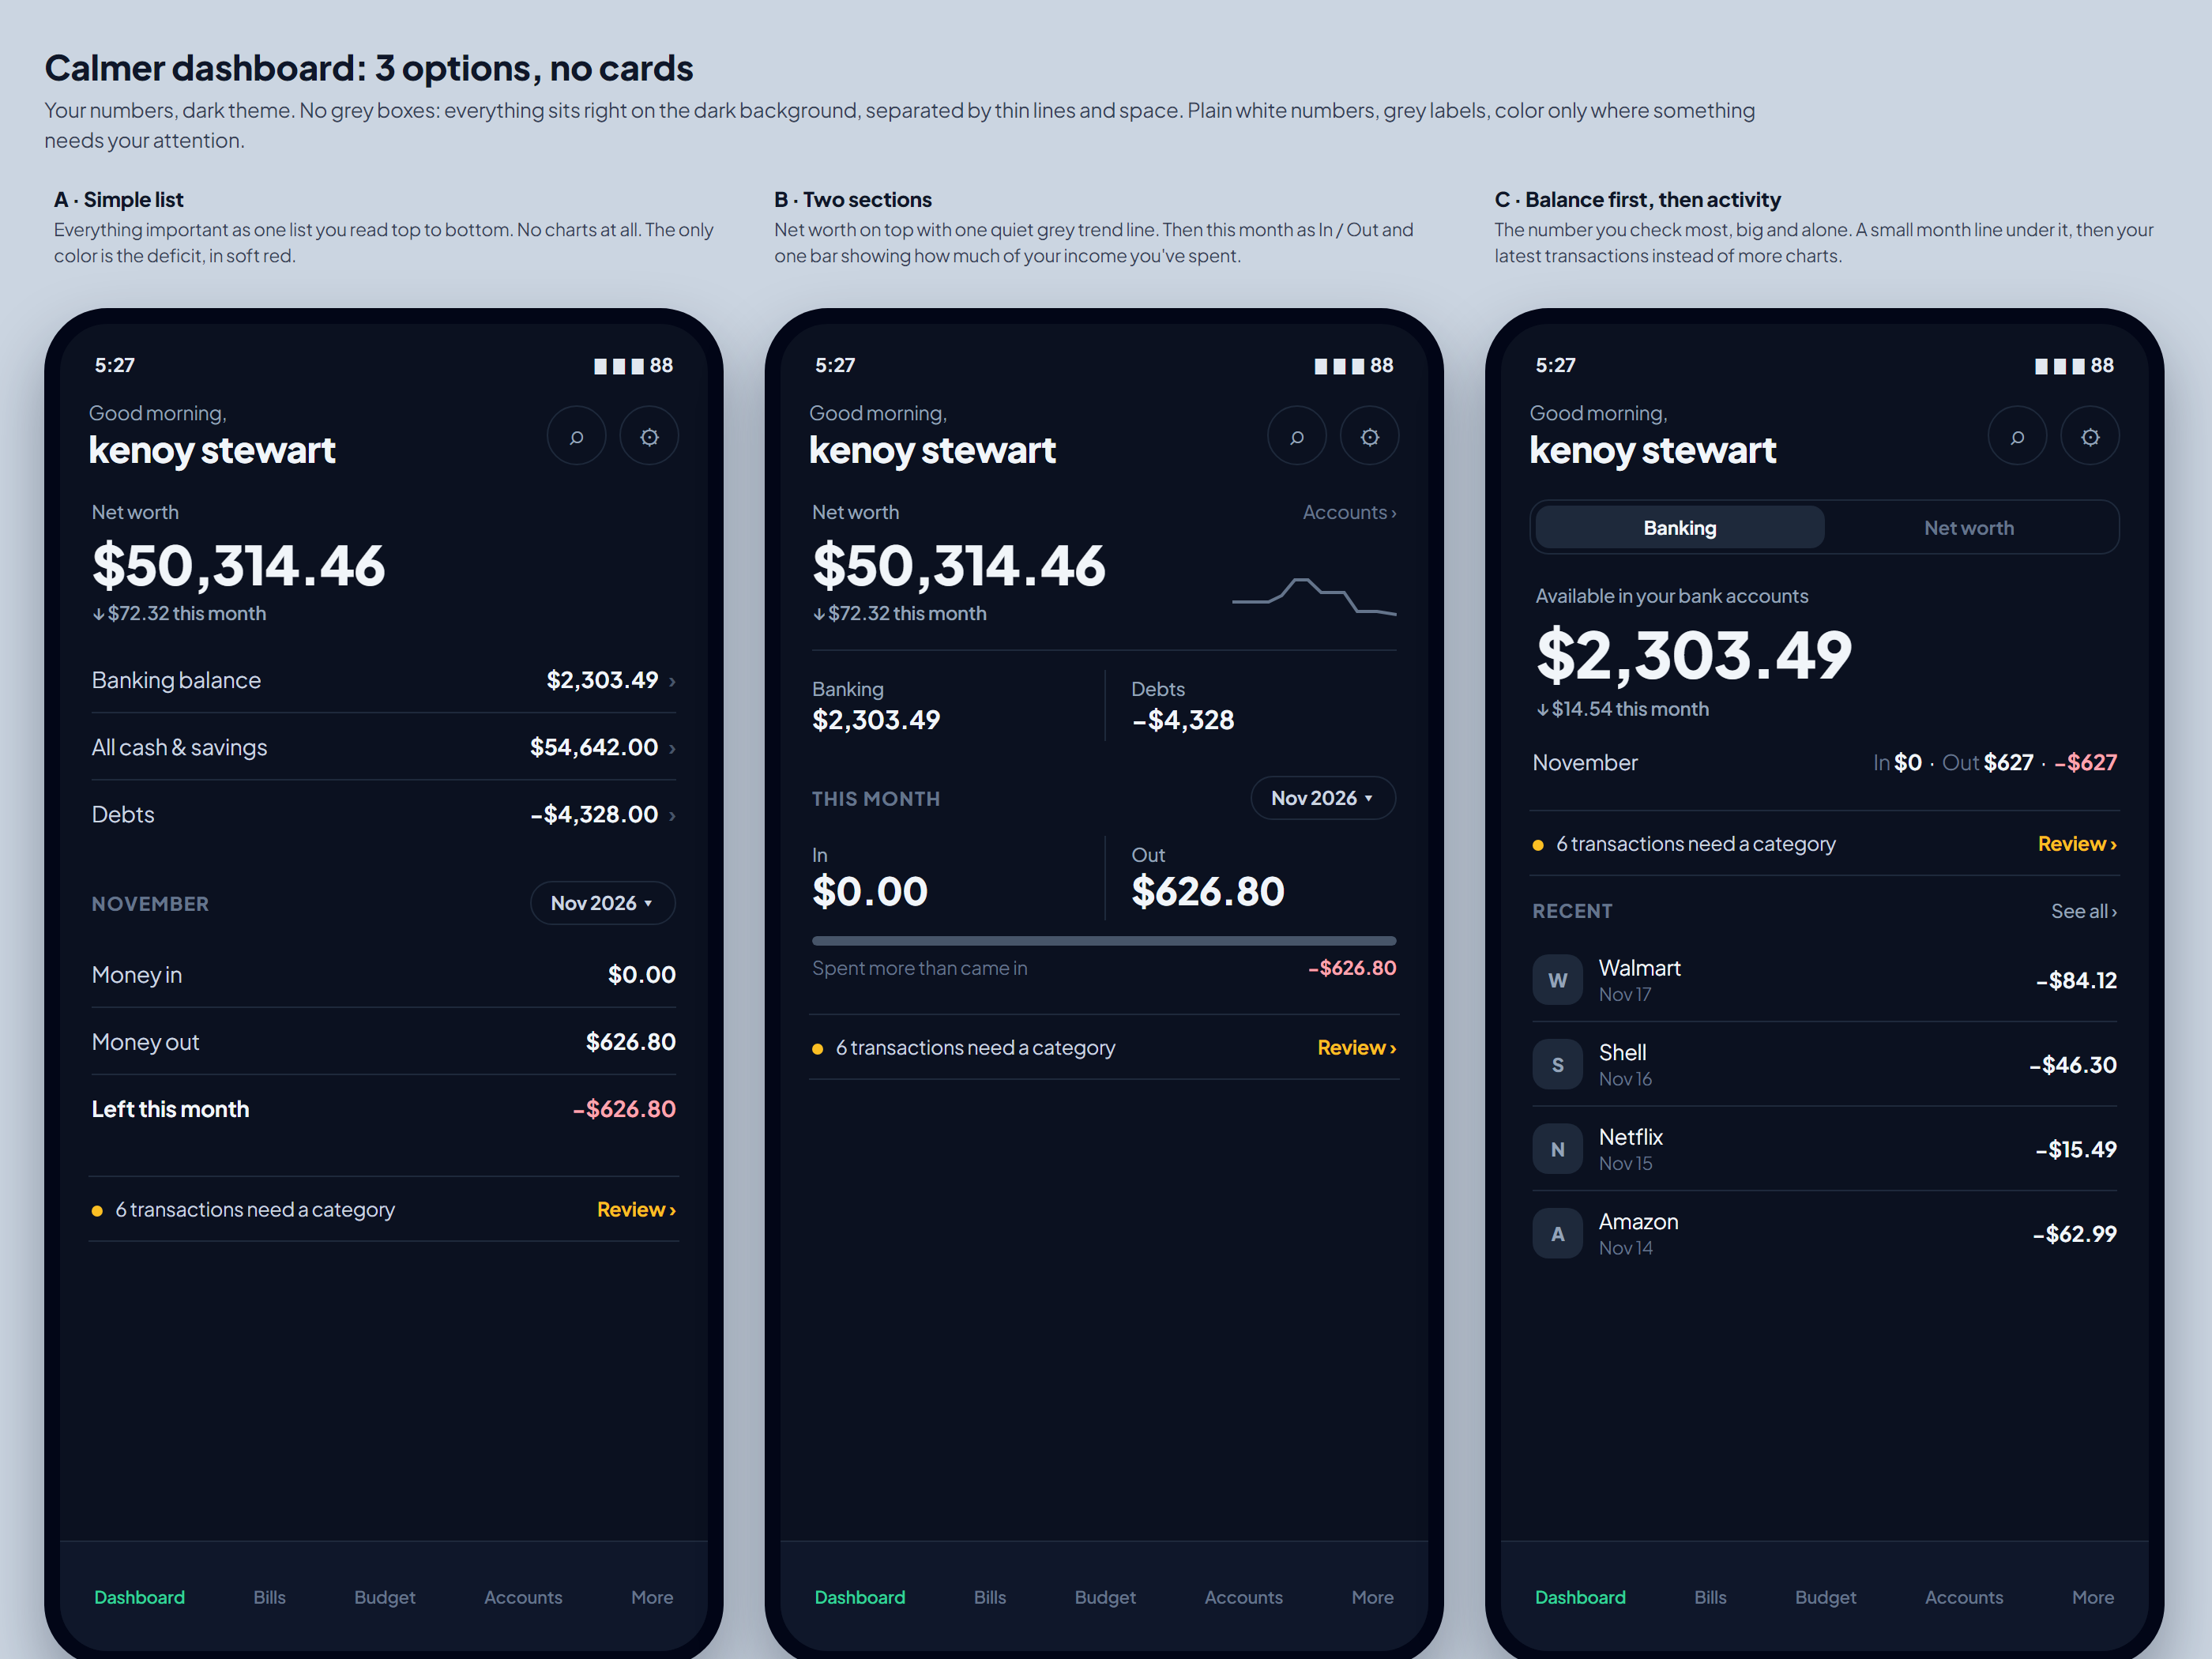 Calmer dashboard: 3 options, no cards
Your numbers, dark theme. No grey boxes: everything sits right on the dark background, separated by thin lines and space. Plain white numbers, grey labels, color only where something
needs your attention.
A · Simple list
Everything important as one list you read top to bottom. No charts at all. The only
color is the deficit, in soft red.
5:27
88
Good morning,
kenoy stewart
Net worth
$50,314.46
↓ $72.32 this month
Banking balance $2,303.49 ›
All cash & savings $54,642.00 ›
Debts −$4,328.00 ›
NOVEMBER Nov 2026 ▾
Money in $0.00
Money out $626.80
Left this month −$626.80
6 transactions need a category Review ›
Dashboard Bills Budget Accounts More
B · Two sections
Net worth on top with one quiet grey trend line. Then this month as In / Out and
one bar showing how much of your income you've spent.
5:27
88
Good morning,
kenoy stewart
Net worth Accounts ›
$50,314.46
↓ $72.32 this month
Banking Debts
$2,303.49 −$4,328
THIS MONTH Nov 2026 ▾
In Out
$0.00 $626.80
Spent more than came in −$626.80
6 transactions need a category Review ›
Dashboard Bills Budget Accounts More
C · Balance first, then activity
The number you check most, big and alone. A small month line under it, then your
latest transactions instead of more charts.
5:27
88
Good morning,
kenoy stewart
Banking Net worth
Available in your bank accounts
$2,303.49
↓ $14.54 this month
November In $0 · Out $627 · −$627
6 transactions need a category Review ›
RECENT See all ›
W Walmart −$84.12
Nov 17
S Shell −$46.30
Nov 16
N Netflix −$15.49
Nov 15
A Amazon −$62.99
Nov 14
Dashboard Bills Budget Accounts More